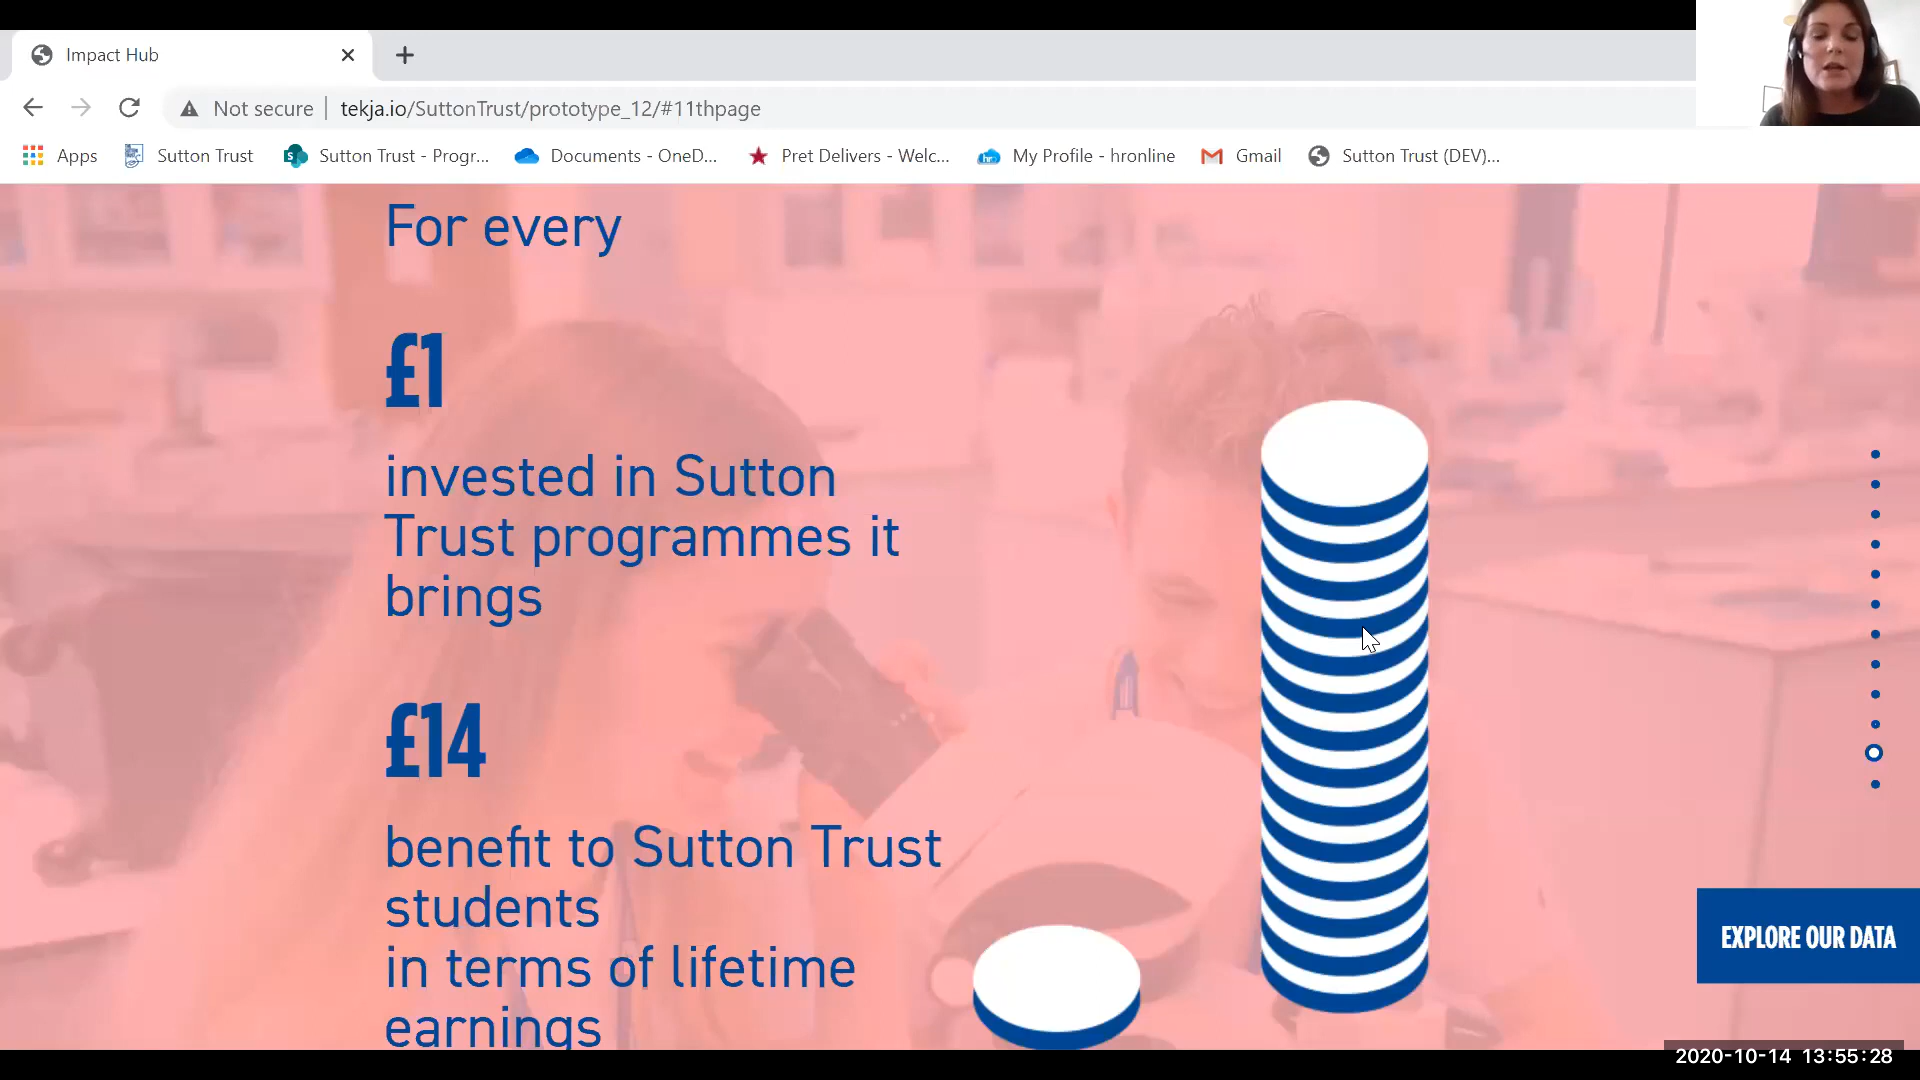 Impact Hub
Not secure | tekja.io/SuttonTrust/prototype_12/#11thpage
Apps Sutton Trust Sutton Trust - Progr... Documents - OneD... Pret Delivers - Welc... My Profile - hronline Gmail Sutton Trust (DEV)...
For every
£1
invested in Sutton
Trust programmes it
brings
£14
benefit to Sutton Trust
students
in terms of lifetime
earnings
EXPLORE OUR DATA
2020-10-14 13:55:28